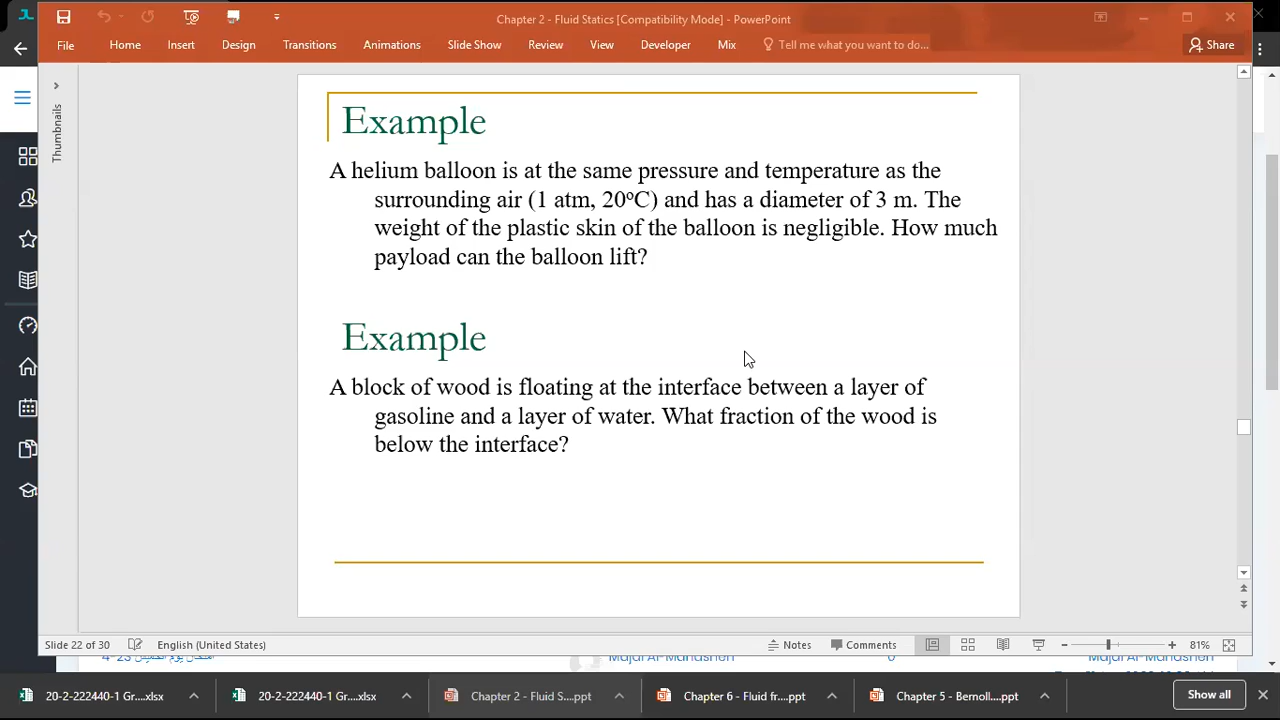 Chapter 2 - Fluid Statics [Compatibility Mode] - PowerPoint
File Home Insert Design Transitions Animations Slide Show Review View Developer Mix Tell me what you want to do... Share
Thumbnails
Example
A helium balloon is at the same pressure and temperature as the
surrounding air (1 atm, 20ºC) and has a diameter of 3 m. The
weight of the plastic skin of the balloon is negligible. How much
payload can the balloon lift?
Example
A block of wood is floating at the interface between a layer of
gasoline and a layer of water. What fraction of the wood is
below the interface?
Slide 22 of 30 English (United States) Notes Comments 81%
20-2-222440-1 Gr....xlsx 20-2-222440-1 Gr....xlsx Chapter 2 - Fluid S....ppt Chapter 6 - Fluid fr....ppt Chapter 5 - Bernoll....ppt Show all